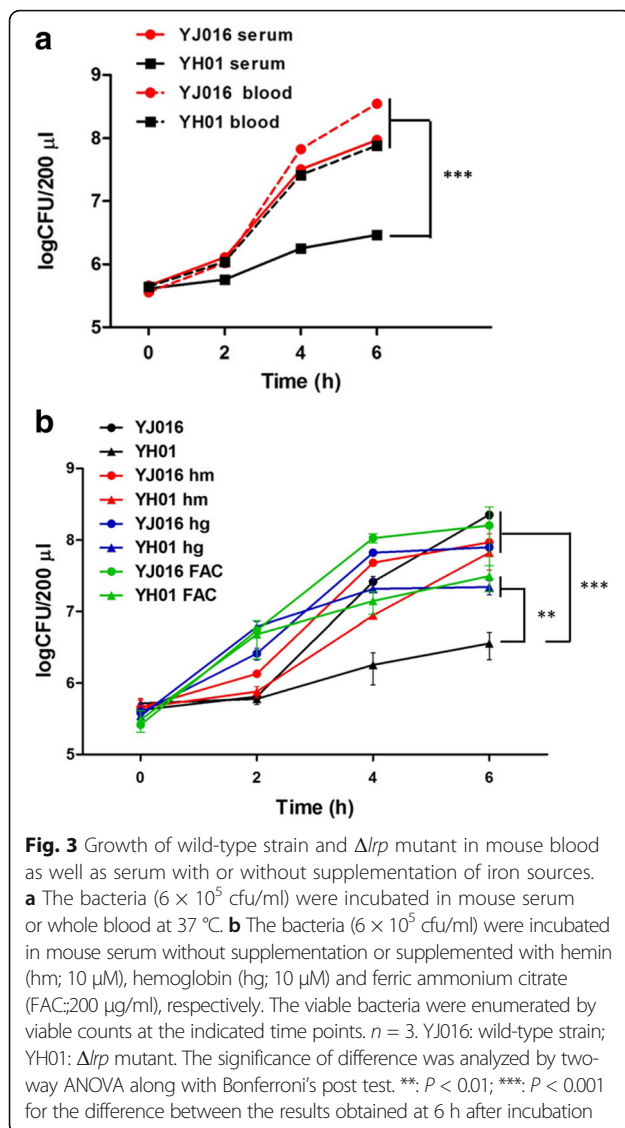 a
YJ016 serum
YH01 serum
YJ016 blood
YH01 blood
9
8
7
6
5
logCFU/200 µl
***
0 2 4 6
Time (h)
b
YJ016
YH01
YJ016 hm
YH01 hm
YJ016 hg
YH01 hg
YJ016 FAC
YH01 FAC
9
8
7
6
5
logCFU/200 µl
**
***
0 2 4 6
Time (h)
Fig. 3 Growth of wild-type strain and Δlrp mutant in mouse blood
as well as serum with or without supplementation of iron sources.
a The bacteria (6 × 10⁵ cfu/ml) were incubated in mouse serum
or whole blood at 37 °C. b The bacteria (6 × 10⁵ cfu/ml) were incubated
in mouse serum without supplementation or supplemented with hemin
(hm; 10 μM), hemoglobin (hg; 10 μM) and ferric ammonium citrate
(FAC:;200 μg/ml), respectively. The viable bacteria were enumerated by
viable counts at the indicated time points. n = 3. YJ016: wild-type strain;
YH01: Δlrp mutant. The significance of difference was analyzed by two-
way ANOVA along with Bonferroni's post test. **: P < 0.01; ***: P < 0.001
for the difference between the results obtained at 6 h after incubation